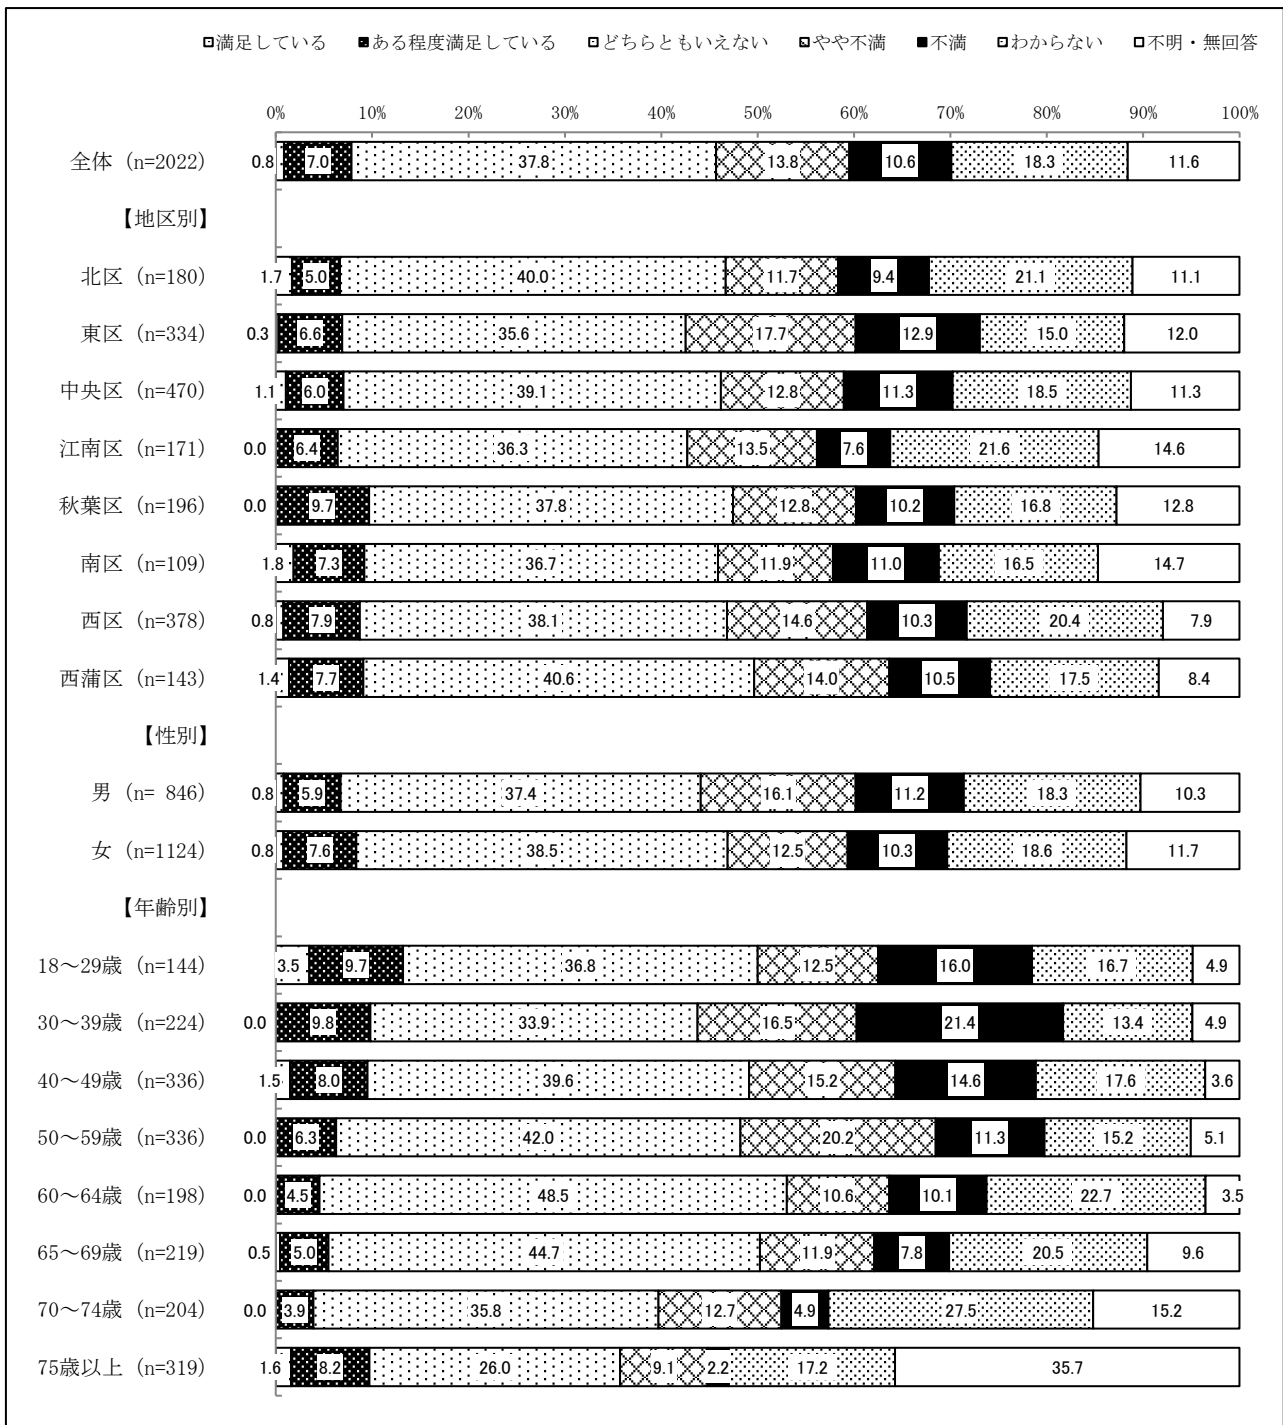 満足している ある程度満足している どちらともいえない やや不満 不満 わからない 不明・無回答
0% 10% 20% 30% 40% 50% 60% 70% 80% 90% 100%
全体 (n=2022) 0.8 7.0 37.8 13.8 10.6 18.3 11.6
【地区別】
北区 (n=180) 1.7 5.0 40.0 11.7 9.4 21.1 11.1
東区 (n=334) 0.3 6.6 35.6 17.7 12.9 15.0 12.0
中央区 (n=470) 1.1 6.0 39.1 12.8 11.3 18.5 11.3
江南区 (n=171) 0.0 6.4 36.3 13.5 7.6 21.6 14.6
秋葉区 (n=196) 0.0 9.7 37.8 12.8 10.2 16.8 12.8
南区 (n=109) 1.8 7.3 36.7 11.9 11.0 16.5 14.7
西区 (n=378) 0.8 7.9 38.1 14.6 10.3 20.4 7.9
西蒲区 (n=143) 1.4 7.7 40.6 14.0 10.5 17.5 8.4
【性別】
男 (n= 846) 0.8 5.9 37.4 16.1 11.2 18.3 10.3
女 (n=1124) 0.8 7.6 38.5 12.5 10.3 18.6 11.7
【年齢別】
18～29歳 (n=144) 3.5 9.7 36.8 12.5 16.0 16.7 4.9
30～39歳 (n=224) 0.0 9.8 33.9 16.5 21.4 13.4 4.9
40～49歳 (n=336) 1.5 8.0 39.6 15.2 14.6 17.6 3.6
50～59歳 (n=336) 0.0 6.3 42.0 20.2 11.3 15.2 5.1
60～64歳 (n=198) 0.0 4.5 48.5 10.6 10.1 22.7 3.5
65～69歳 (n=219) 0.5 5.0 44.7 11.9 7.8 20.5 9.6
70～74歳 (n=204) 0.0 3.9 35.8 12.7 4.9 27.5 15.2
75歳以上 (n=319) 1.6 8.2 26.0 9.1 2.2 17.2 35.7